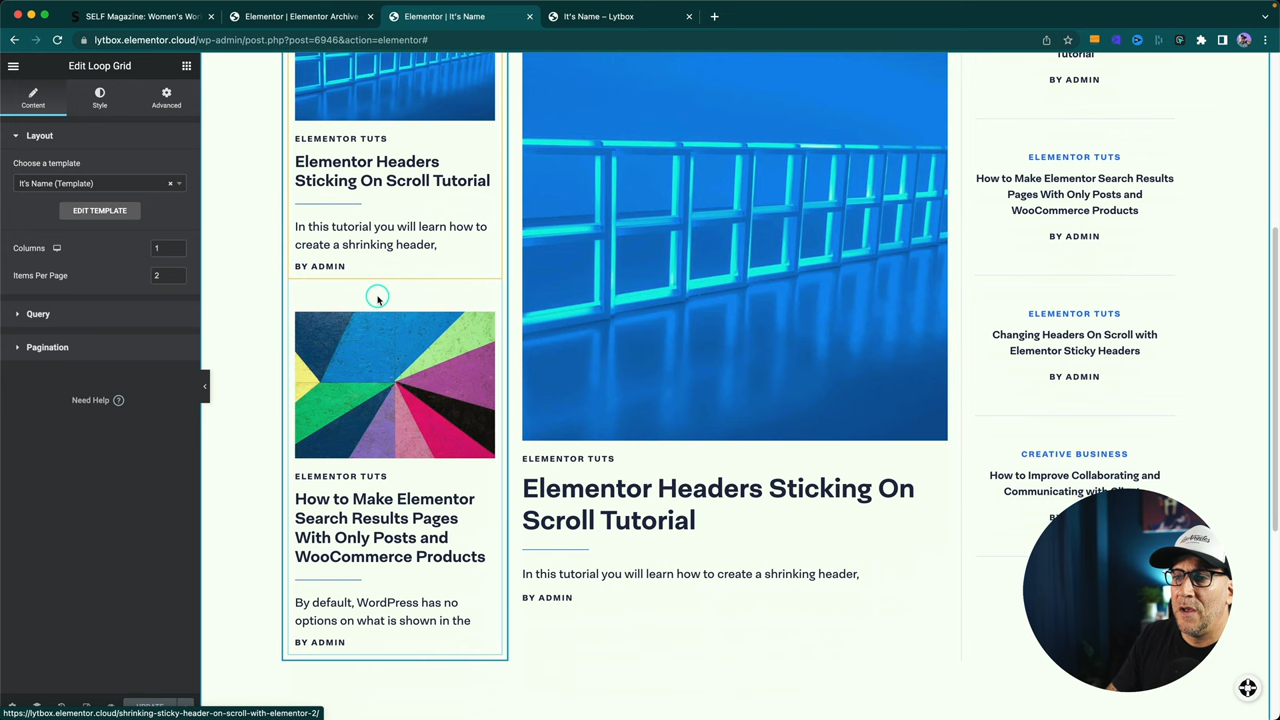 SELF Magazine: Women's Wor
Elementor | Elementor Archive
Elementor | It's Name
It's Name – Lytbox
lytbox.elementor.cloud/wp-admin/post.php?post=6946&action=elementor#
Edit Loop Grid
Content
Style
Advanced
Layout
Choose a template
It's Name (Template)
EDIT TEMPLATE
Columns
1
Items Per Page
2
Query
Pagination
Need Help
ELEMENTOR TUTS
Elementor Headers
Sticking On Scroll Tutorial
In this tutorial you will learn how to
create a shrinking header,
BY ADMIN
ELEMENTOR TUTS
How to Make Elementor
Search Results Pages
With Only Posts and
WooCommerce Products
By default, WordPress has no
options on what is shown in the
BY ADMIN
ELEMENTOR TUTS
Elementor Headers Sticking On
Scroll Tutorial
In this tutorial you will learn how to create a shrinking header,
BY ADMIN
Tutorial
BY ADMIN
ELEMENTOR TUTS
How to Make Elementor Search Results
Pages With Only Posts and
WooCommerce Products
BY ADMIN
ELEMENTOR TUTS
Changing Headers On Scroll with
Elementor Sticky Headers
BY ADMIN
CREATIVE BUSINESS
How to Improve Collaborating and
Communicating with
https://lytbox.elementor.cloud/shrinking-sticky-header-on-scroll-with-elementor-2/